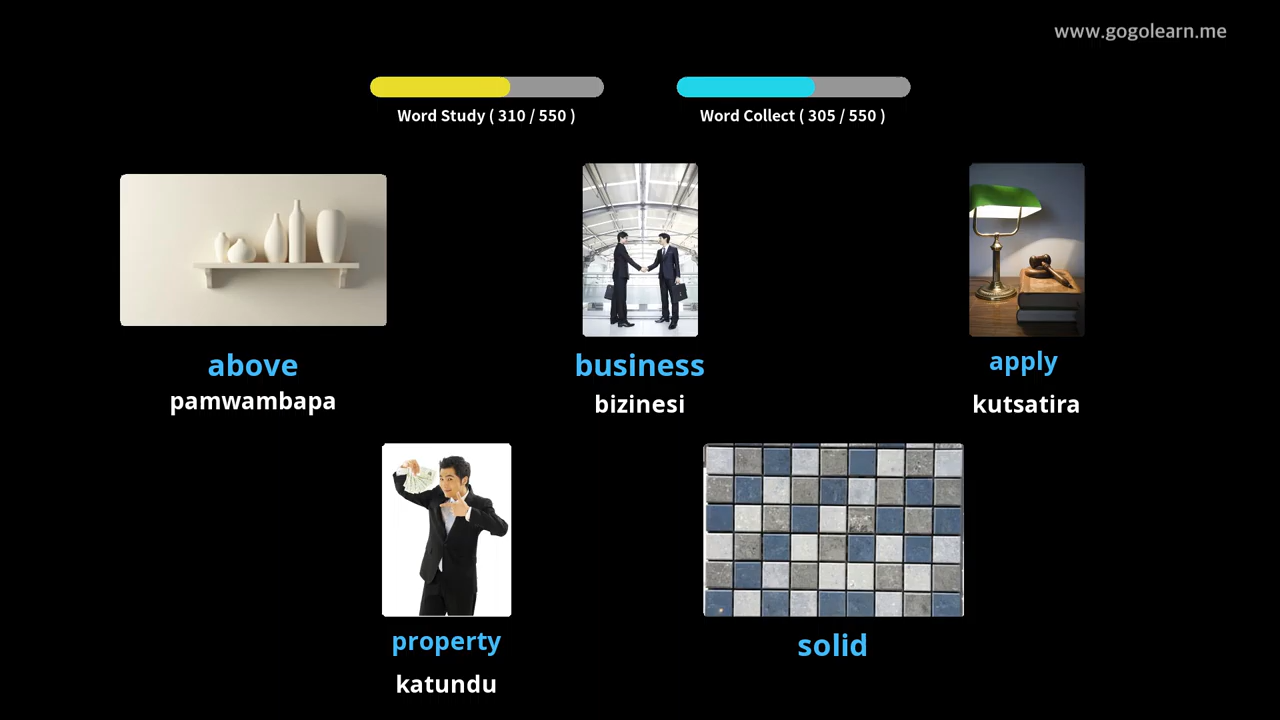 www.gogolearn.me
Word Study ( 310 / 550 )
Word Collect ( 305 / 550 )
above
pamwambapa
business
bizinesi
apply
kutsatira
property
katundu
solid